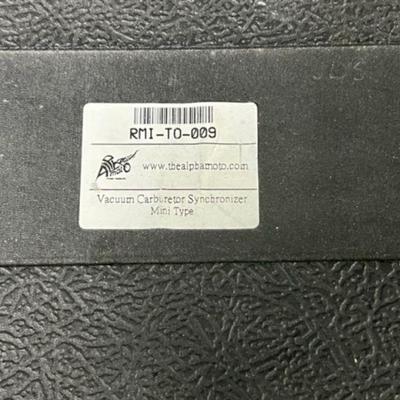 RMI-TO-009
www.thealphamoto.com
Vacuum Carburetor Synchronizer
Mini Type